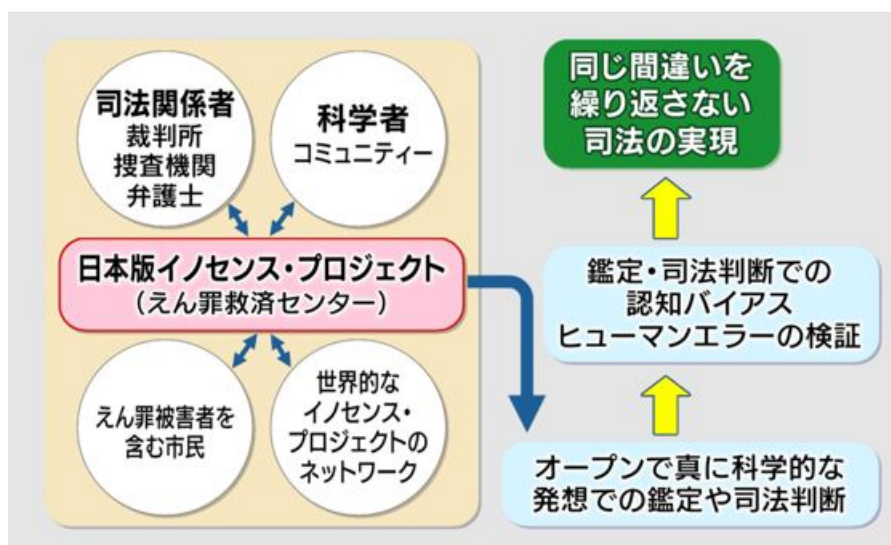 司法関係者
裁判所
捜査機関
弁護士
科学者
コミュニティー
日本版イノセンス・プロジェクト
（えん罪救済センター）
えん罪被害者を
含む市民
世界的な
イノセンス・
プロジェクトの
ネットワーク
同じ間違いを
繰り返さない
司法の実現
鑑定・司法判断での
認知バイアス
ヒューマンエラーの検証
オープンで真に科学的な
発想での鑑定や司法判断